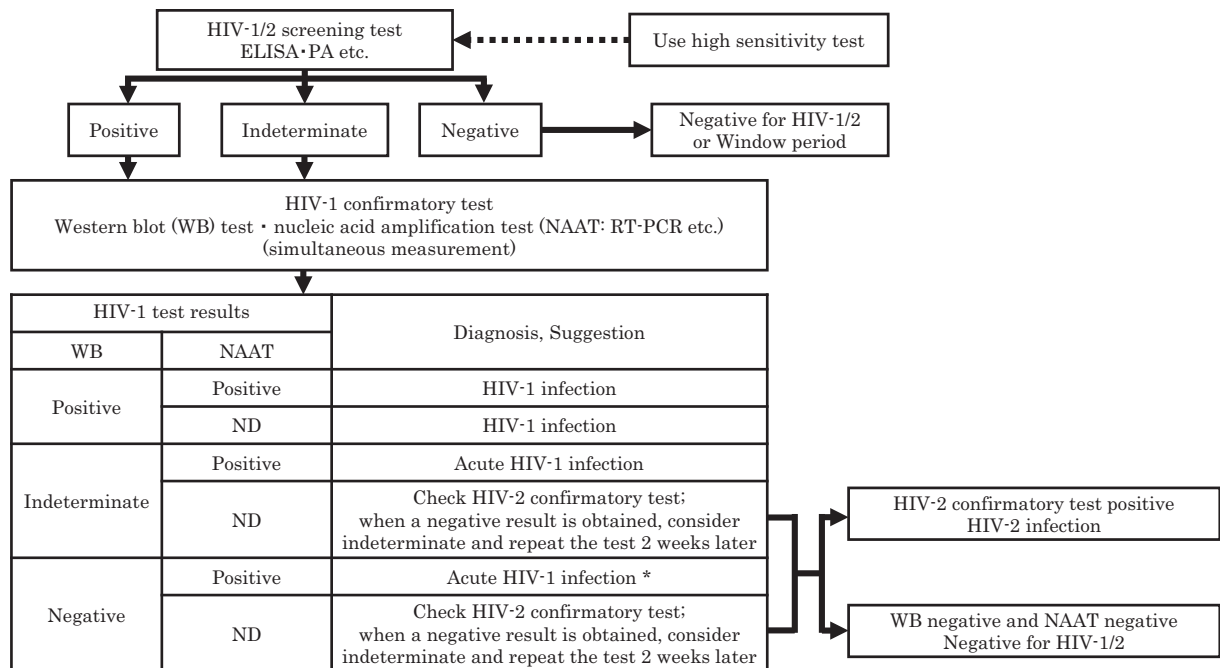 HIV-1/2 screening test
ELISA・PA etc.
Use high sensitivity test
Positive
Indeterminate
Negative
Negative for HIV-1/2
or Window period
HIV-1 confirmatory test
Western blot (WB) test・nucleic acid amplification test (NAAT: RT-PCR etc.)
(simultaneous measurement)
HIV-1 test results
Diagnosis, Suggestion
WB
NAAT
Positive
Positive
HIV-1 infection
ND
HIV-1 infection
Indeterminate
Positive
Acute HIV-1 infection
ND
Check HIV-2 confirmatory test;
when a negative result is obtained, consider
indeterminate and repeat the test 2 weeks later
Negative
Positive
Acute HIV-1 infection *
ND
Check HIV-2 confirmatory test;
when a negative result is obtained, consider
indeterminate and repeat the test 2 weeks later
HIV-2 confirmatory test positive
HIV-2 infection
WB negative and NAAT negative
Negative for HIV-1/2